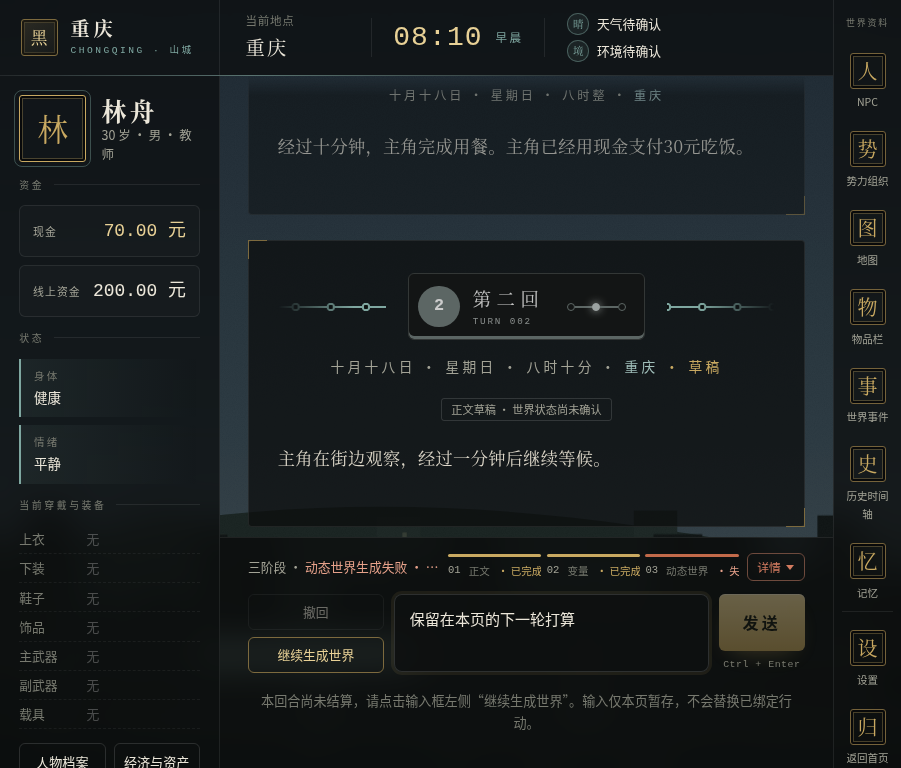 黑
重庆
CHONGQING · 山城
当前地点
重庆
08:10 早晨
晴 天气待确认
境 环境待确认
世界资料
林
林舟
30 岁 · 男 · 教
师
资金
现金 70.00 元
线上资金 200.00 元
状态
身体
健康
情绪
平静
当前穿戴与装备
上衣 无
下装 无
鞋子 无
饰品 无
主武器 无
副武器 无
载具 无
人物档案 经济与资产
十月十八日 · 星期日 · 八时整 · 重庆
经过十分钟，主角完成用餐。主角已经用现金支付30元吃饭。
2 第二回
TURN 002
十月十八日 · 星期日 · 八时十分 · 重庆 · 草稿
正文草稿 · 世界状态尚未确认
主角在街边观察，经过一分钟后继续等候。
三阶段 · 动态世界生成失败 · ···
01 正文 · 已完成 02 变量 · 已完成 03 动态世界 · 失
详情
撤回
继续生成世界
保留在本页的下一轮打算
发送
Ctrl + Enter
本回合尚未结算，请点击输入框左侧“继续生成世界”。输入仅本页暂存，不会替换已绑定行
动。
人
NPC
势
势力组织
图
地图
物
物品栏
事
世界事件
史
历史时间
轴
忆
记忆
设
设置
归
返回首页